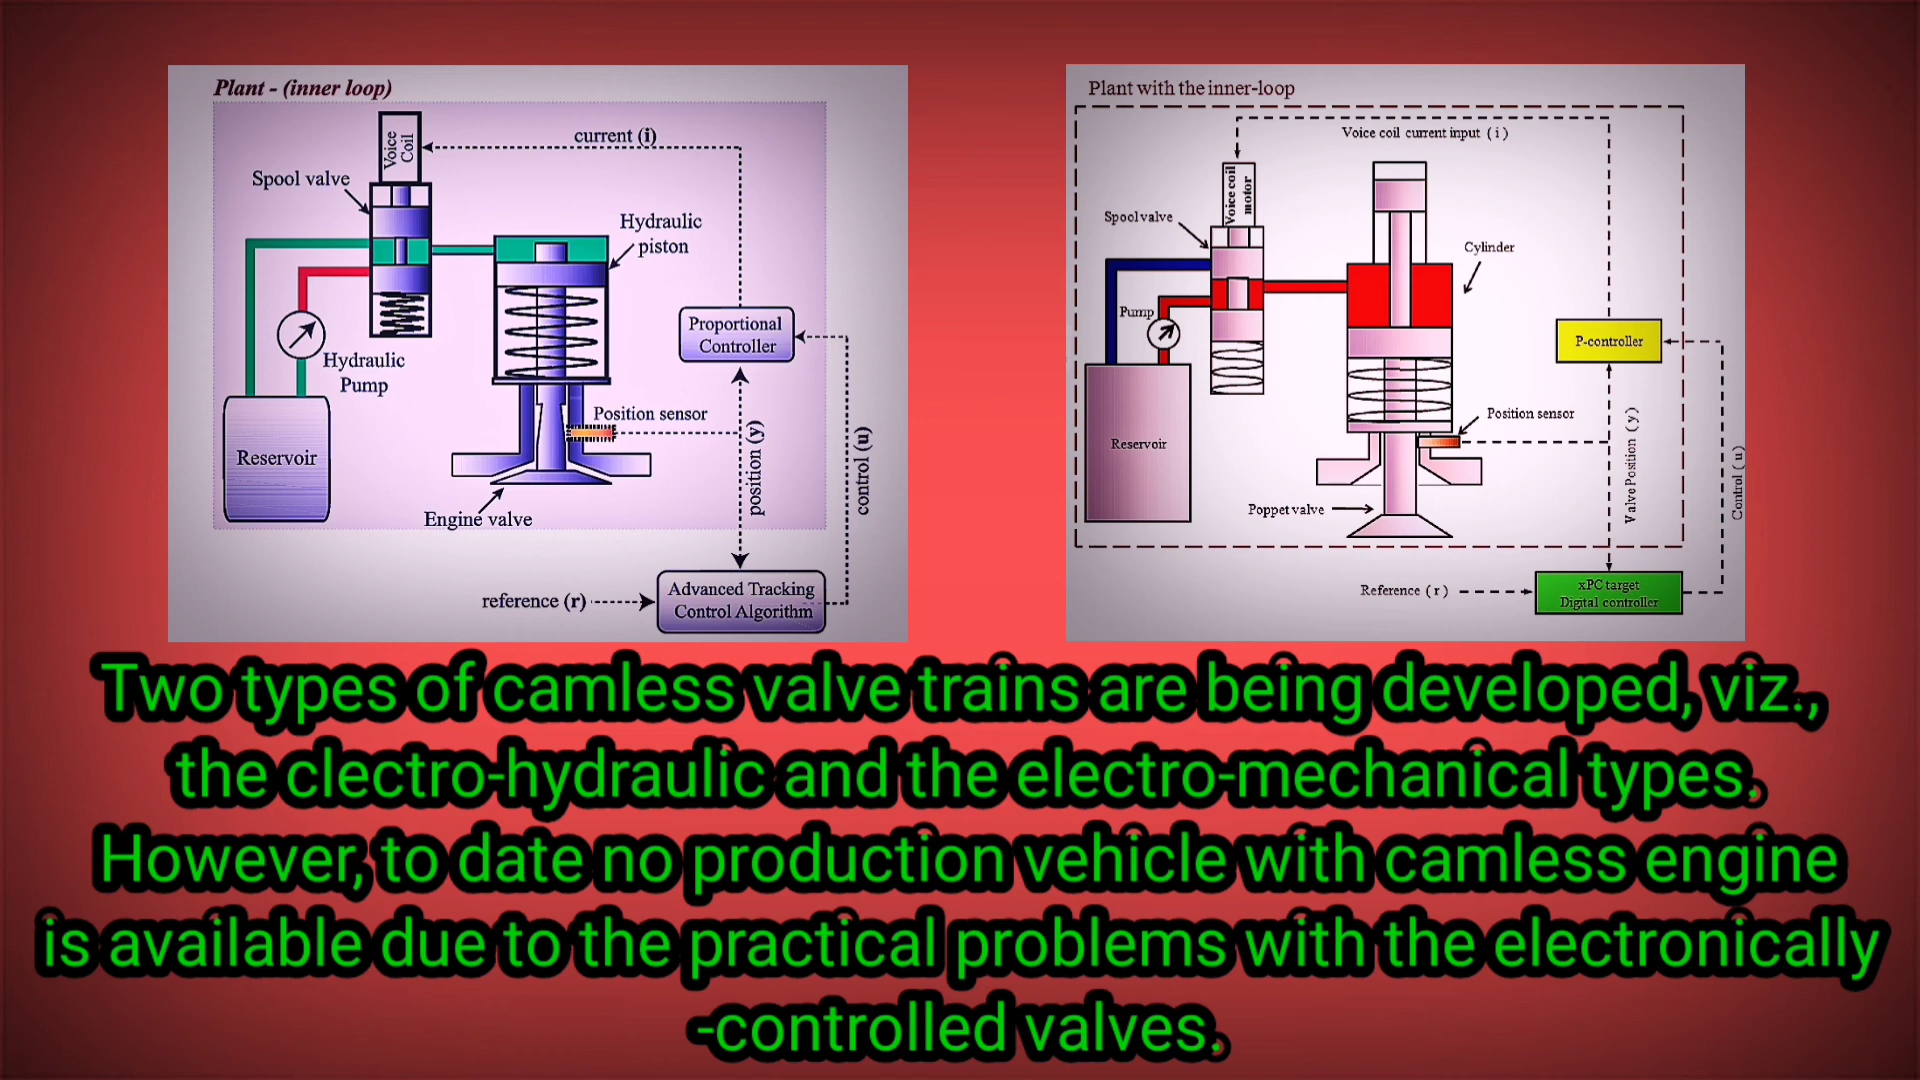 Plant - (inner loop)
Voice
Coil
current (i)
Spool valve
Hydraulic
piston
Proportional
Controller
Hydraulic
Pump
Position sensor
Reservoir
position (y)
control (u)
Engine valve
reference (r)
Advanced Tracking
Control Algorithm
Plant with the inner-loop
Voice coil current input ( i )
Voice coil
motor
Spool valve
Cylinder
Pump
P-controller
Position sensor
Reservoir
Valve Position ( y )
Control ( u )
Poppet valve
Reference ( r )
xPC target
Digital controller
Two types of camless valve trains are being developed, viz.,
the clectro-hydraulic and the electro-mechanical types.
However, to date no production vehicle with camless engine
is available due to the practical problems with the electronically
-controlled valves.